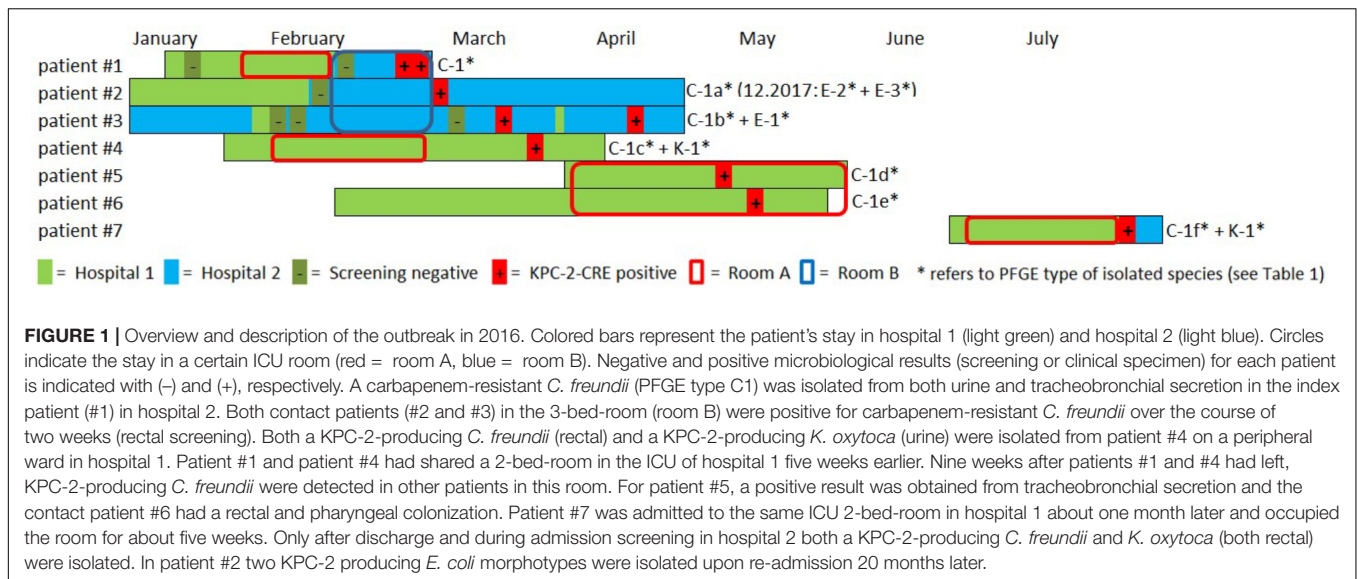 January February March April May June July
patient #1 - - + + C-1*
patient #2 - + C-1a* (12.2017: E-2* + E-3*)
patient #3 - - - + + C-1b* + E-1*
patient #4 + C-1c* + K-1*
patient #5 + C-1d*
patient #6 + C-1e*
patient #7 + C-1f* + K-1*
= Hospital 1 = Hospital 2 - = Screening negative + = KPC-2-CRE positive = Room A = Room B * refers to PFGE type of isolated species (see Table 1)
FIGURE 1 | Overview and description of the outbreak in 2016. Colored bars represent the patient's stay in hospital 1 (light green) and hospital 2 (light blue). Circles
indicate the stay in a certain ICU room (red = room A, blue = room B). Negative and positive microbiological results (screening or clinical specimen) for each patient
is indicated with (–) and (+), respectively. A carbapenem-resistant C. freundii (PFGE type C1) was isolated from both urine and tracheobronchial secretion in the index
patient (#1) in hospital 2. Both contact patients (#2 and #3) in the 3-bed-room (room B) were positive for carbapenem-resistant C. freundii over the course of
two weeks (rectal screening). Both a KPC-2-producing C. freundii (rectal) and a KPC-2-producing K. oxytoca (urine) were isolated from patient #4 on a peripheral
ward in hospital 1. Patient #1 and patient #4 had shared a 2-bed-room in the ICU of hospital 1 five weeks earlier. Nine weeks after patients #1 and #4 had left,
KPC-2-producing C. freundii were detected in other patients in this room. For patient #5, a positive result was obtained from tracheobronchial secretion and the
contact patient #6 had a rectal and pharyngeal colonization. Patient #7 was admitted to the same ICU 2-bed-room in hospital 1 about one month later and occupied
the room for about five weeks. Only after discharge and during admission screening in hospital 2 both a KPC-2-producing C. freundii and K. oxytoca (both rectal)
were isolated. In patient #2 two KPC-2 producing E. coli morphotypes were isolated upon re-admission 20 months later.